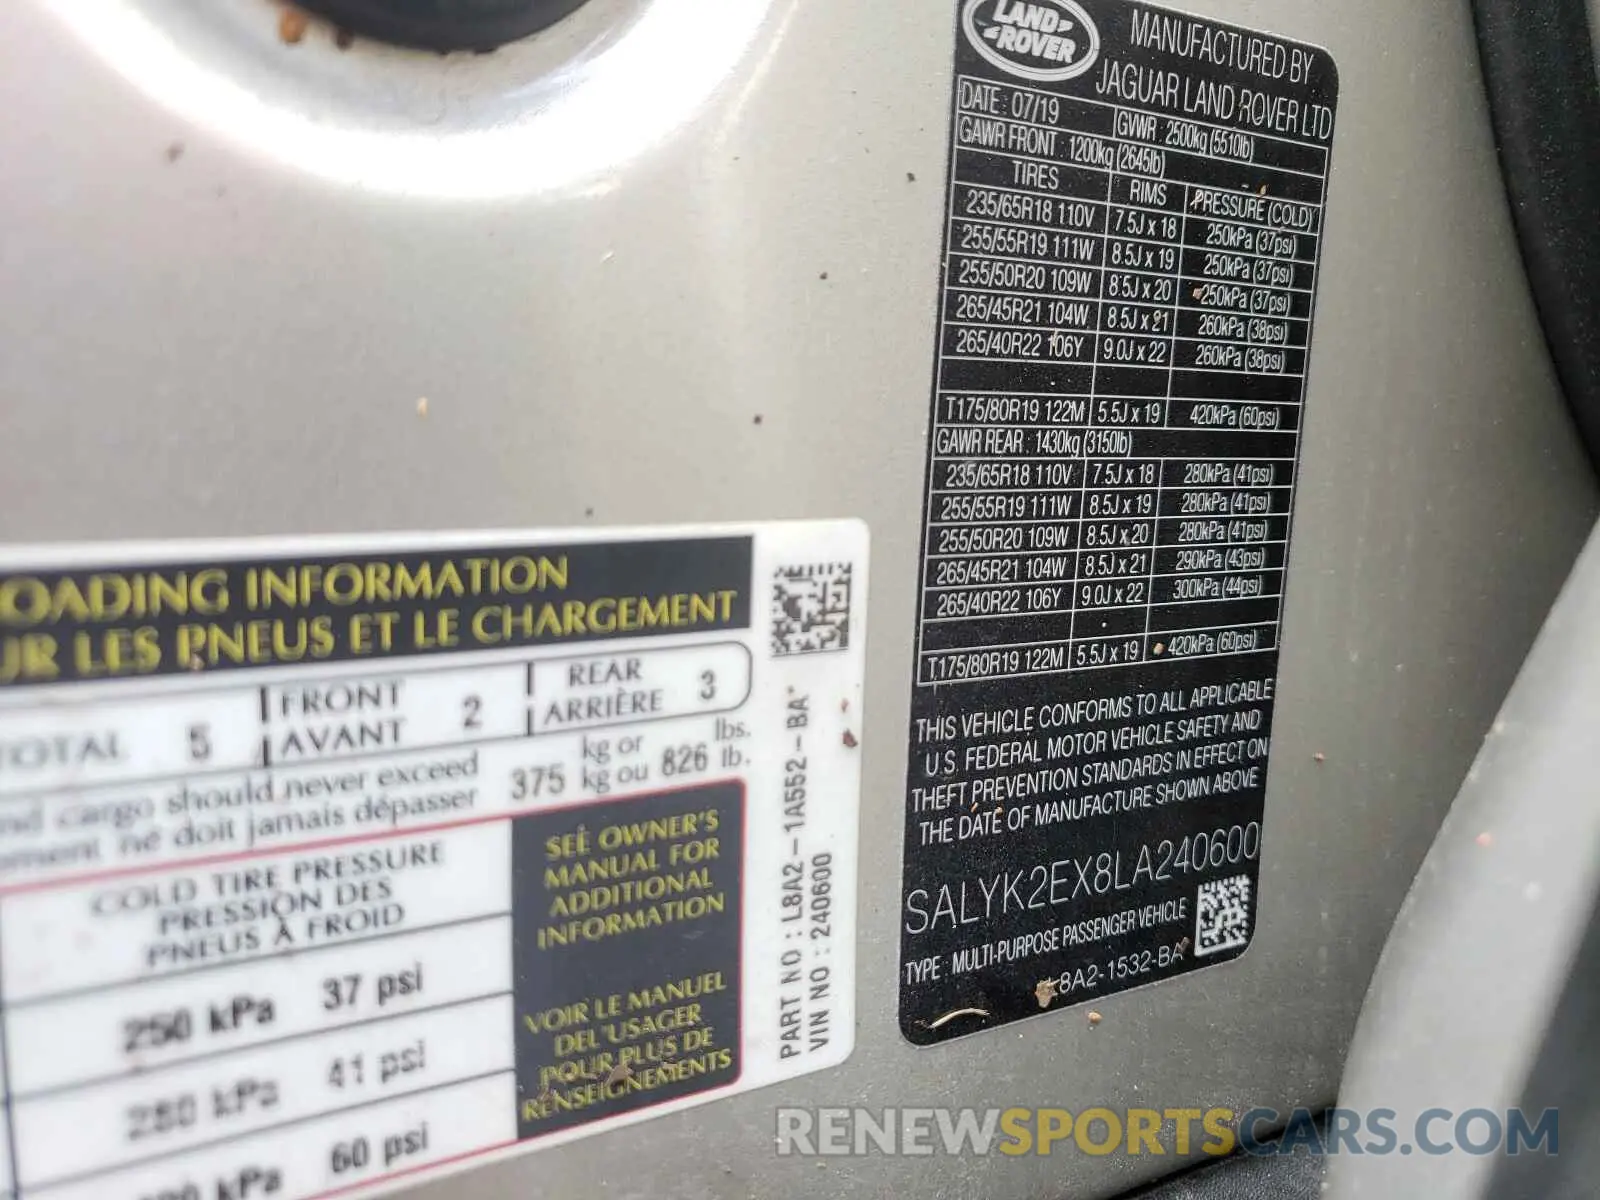 LAND ROVER
MANUFACTURED BY
JAGUAR LAND ROVER LTD
DATE : 07/19 GVWR : 2500kg (5510lb)
GAWR FRONT : 1200kg (2645lb)
TIRES RIMS PRESSURE (COLD)
235/65R18 110V 7.5J x 18 250kPa (37psi)
255/55R19 111W 8.5J x 19 250kPa (37psi)
255/50R20 109W 8.5J x 20 250kPa (37psi)
265/45R21 104W 8.5J x 21 260kPa (38psi)
265/40R22 106Y 9.0J x 22 260kPa (38psi)
T175/80R19 122M 5.5J x 19 420kPa (60psi)
GAWR REAR : 1430kg (3150lb)
235/65R18 110V 7.5J x 18 280kPa (41psi)
255/55R19 111W 8.5J x 19 280kPa (41psi)
255/50R20 109W 8.5J x 20 280kPa (41psi)
265/45R21 104W 8.5J x 21 290kPa (43psi)
265/40R22 106Y 9.0J x 22 300kPa (44psi)
T175/80R19 122M 5.5J x 19 420kPa (60psi)
THIS VEHICLE CONFORMS TO ALL APPLICABLE
U.S. FEDERAL MOTOR VEHICLE SAFETY AND
THEFT PREVENTION STANDARDS IN EFFECT ON
THE DATE OF MANUFACTURE SHOWN ABOVE
SALYK2EX8LA240600
TYPE : MULTI-PURPOSE PASSENGER VEHICLE
8A2-1532-BA
OADING INFORMATION
UR LES PNEUS ET LE CHARGEMENT
TOTAL 5 FRONT AVANT 2 REAR ARRIÈRE 3
nd cargo should never exceed 375 kg or 826 lbs.
ment ne doit jamais dépasser kg ou lb.
COLD TIRE PRESSURE
PRESSION DES
PNEUS À FROID
250 kPa 37 psi
280 kPa 41 psi
kPa 60 psi
SEE OWNER'S
MANUAL FOR
ADDITIONAL
INFORMATION
VOIR LE MANUEL
DEL'USAGER
POUR PLUS DE
RENSEIGNEMENTS
PART NO : L8A2-1A552-BA"
VIN NO : 240600
RENEWSPORTSCARS.COM